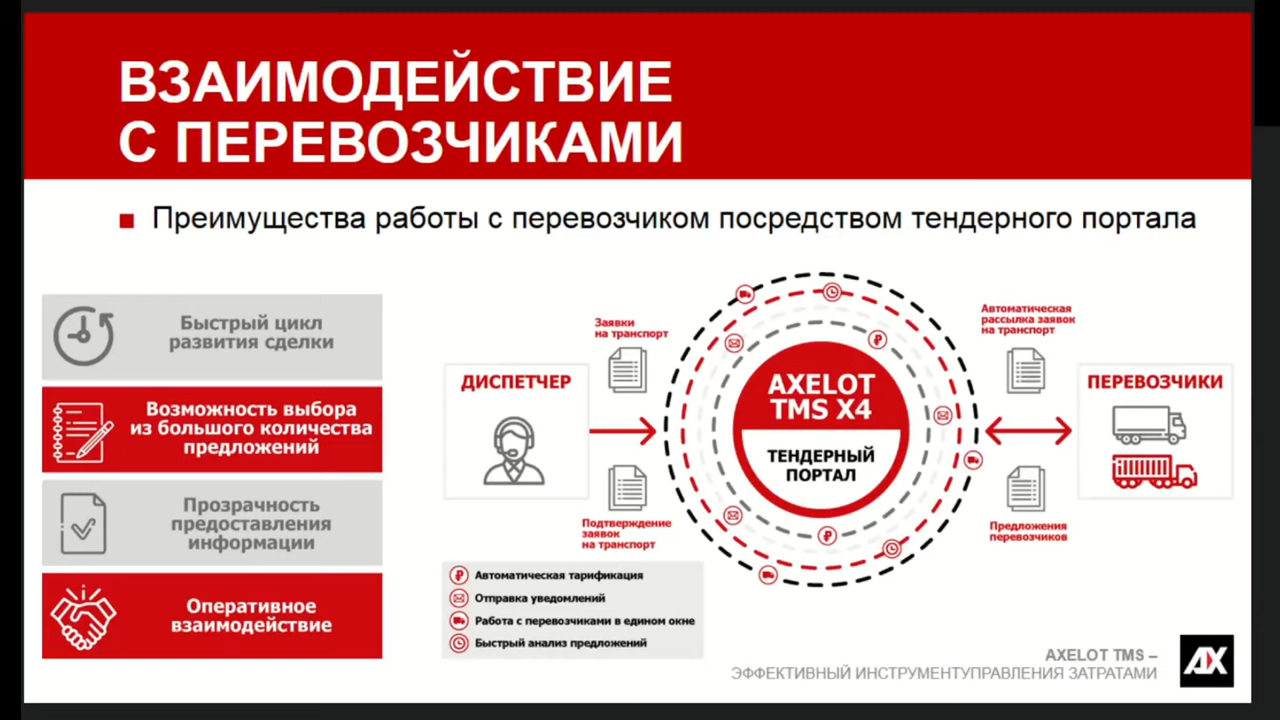 ВЗАИМОДЕЙСТВИЕ
С ПЕРЕВОЗЧИКАМИ
Преимущества работы с перевозчиком посредством тендерного портала
Быстрый цикл
развития сделки
Возможность выбора
из большого количества
предложений
Прозрачность
предоставления
информации
Оперативное
взаимодействие
ДИСПЕТЧЕР
Заявки
на транспорт
Подтверждение
заявок
на транспорт
AXELOT
TMS X4
ТЕНДЕРНЫЙ
ПОРТАЛ
Автоматическая
рассылка заявок
на транспорт
Предложения
перевозчиков
ПЕРЕВОЗЧИКИ
Автоматическая тарификация
Отправка уведомлений
Работа с перевозчиками в едином окне
Быстрый анализ предложений
AXELOT TMS –
ЭФФЕКТИВНЫЙ ИНСТРУМЕНТУПРАВЛЕНИЯ ЗАТРАТАМИ
AX